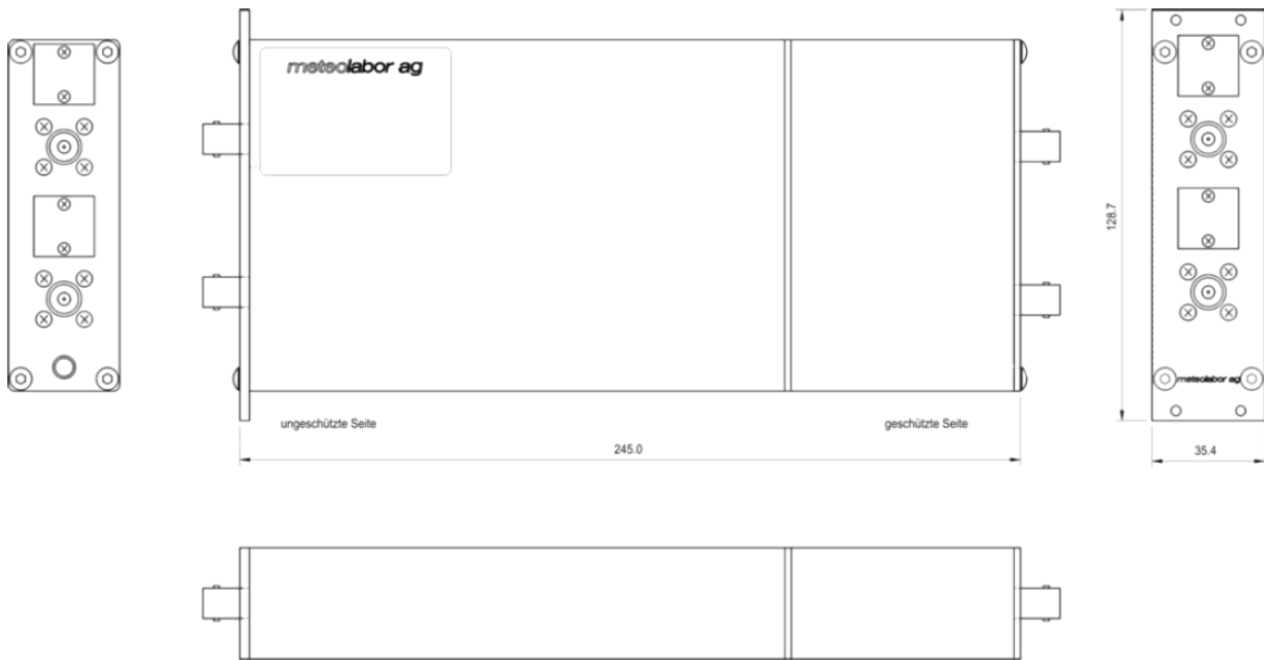 meteolabor ag
128.7
meteolabor ag
ungeschützte Seite
geschützte Seite
245.0
35.4